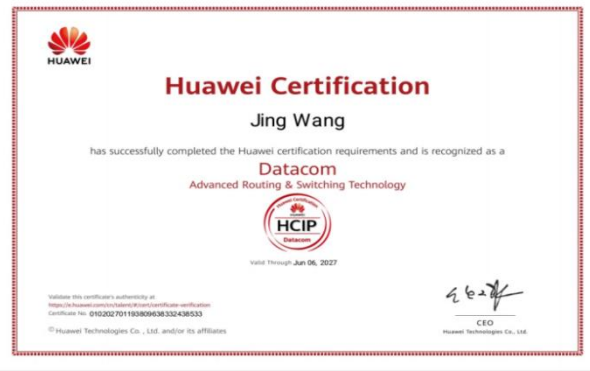 HUAWEI
Huawei Certification
Jing Wang
has successfully completed the Huawei certification requirements and is recognized as a
Datacom
Advanced Routing & Switching Technology
Huawei Certification
HUAWEI
HCIP
Datacom
Valid Through Jun 06, 2027
Validate this certificate's authenticity at
https://e.huawei.com/cn/talent/#/cert/certificate-verification
Certificate No. 010202701193809638332438533
© Huawei Technologies Co., Ltd. and/or its affiliates
CEO
Huawei Technologies Co., Ltd.